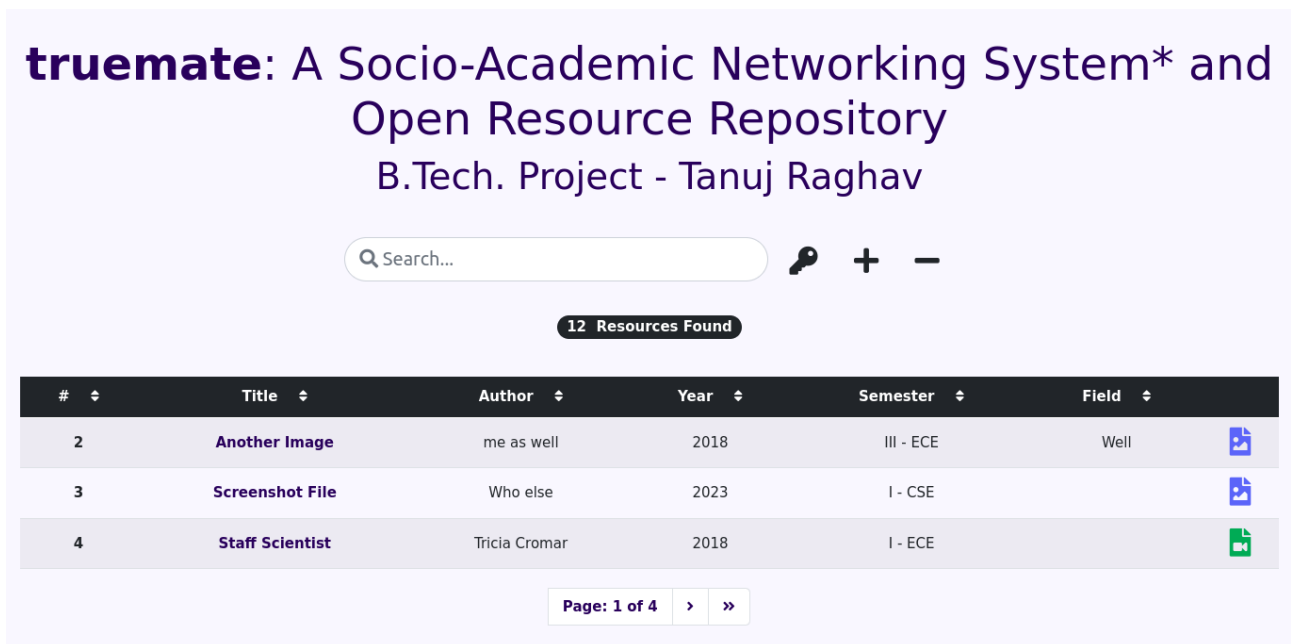 truemate: A Socio-Academic Networking System* and
Open Resource Repository
B.Tech. Project - Tanuj Raghav
Search...
12 Resources Found
# Title Author Year Semester Field
2 Another Image me as well 2018 III - ECE Well
3 Screenshot File Who else 2023 I - CSE
4 Staff Scientist Tricia Cromar 2018 I - ECE
Page: 1 of 4 › »